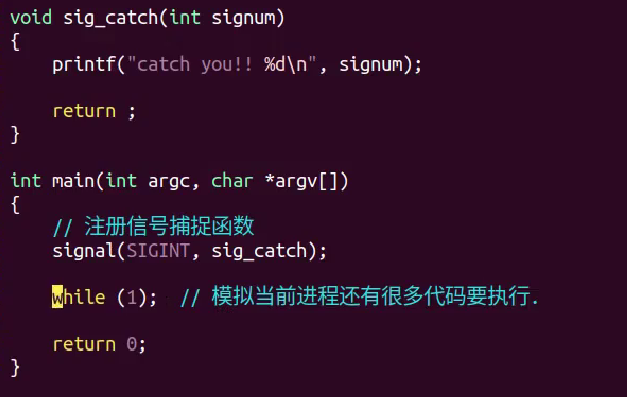 void sig_catch(int signum)
{
    printf("catch you!! %d\n", signum);
    return ;
}
int main(int argc, char *argv[])
{
    // 注册信号捕捉函数
    signal(SIGINT, sig_catch);
    while (1);  // 模拟当前进程还有很多代码要执行.
    return 0;
}